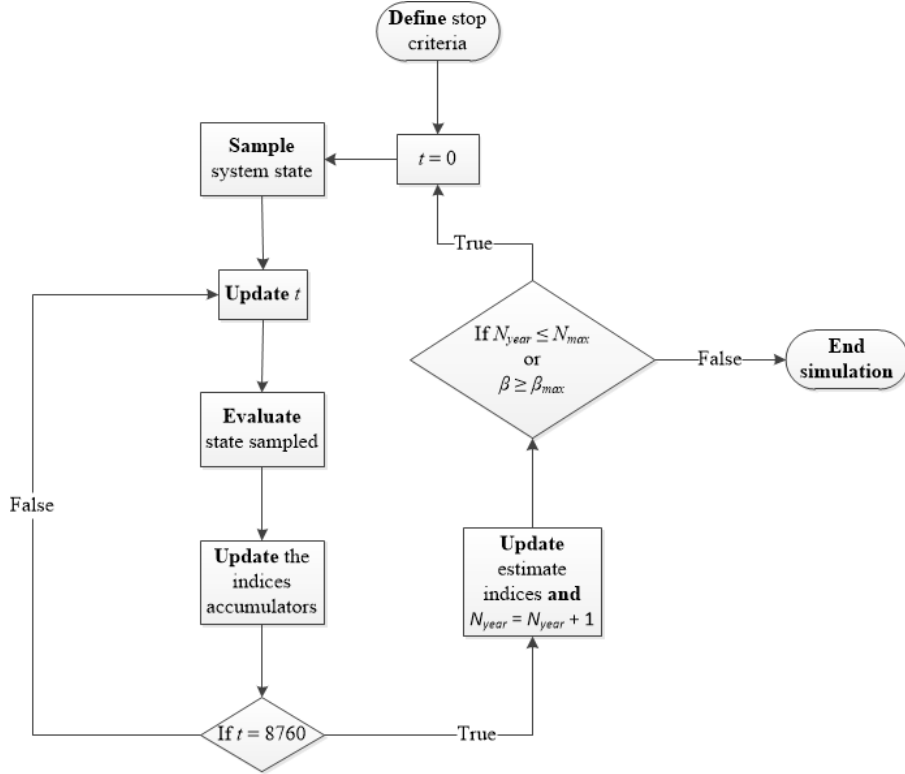 Define stop
criteria
t = 0
Sample
system state
Update t
Evaluate
state sampled
Update the
indices
accumulators
If t = 8760
False
True
Update
estimate
indices and
N_year = N_year + 1
If N_year ≤ N_max
or
β ≥ β_max
True
False
End
simulation